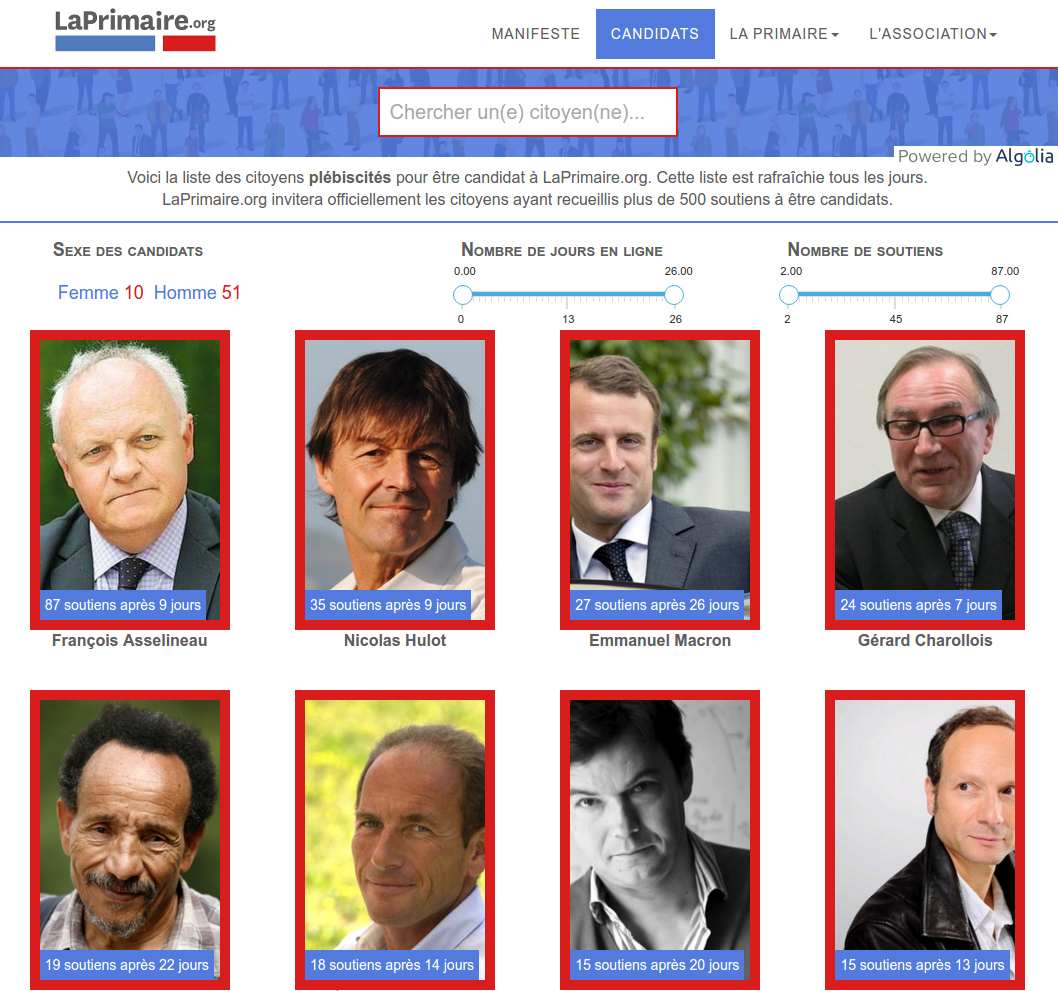 LaPrimaire.org
MANIFESTE CANDIDATS LA PRIMAIRE L'ASSOCIATION
Chercher un(e) citoyen(ne)...
Powered by Algolia
Voici la liste des citoyens plébiscités pour être candidat à LaPrimaire.org. Cette liste est rafraîchie tous les jours.
LaPrimaire.org invitera officiellement les citoyens ayant recueillis plus de 500 soutiens à être candidats.
Sexe des candidats Nombre de jours en ligne Nombre de soutiens
0.00 26.00 2.00 87.00
Femme 10 Homme 51
0 13 26 2 45 87
87 soutiens après 9 jours 35 soutiens après 9 jours 27 soutiens après 26 jours 24 soutiens après 7 jours
François Asselineau Nicolas Hulot Emmanuel Macron Gérard Charollois
19 soutiens après 22 jours 18 soutiens après 14 jours 15 soutiens après 20 jours 15 soutiens après 13 jours